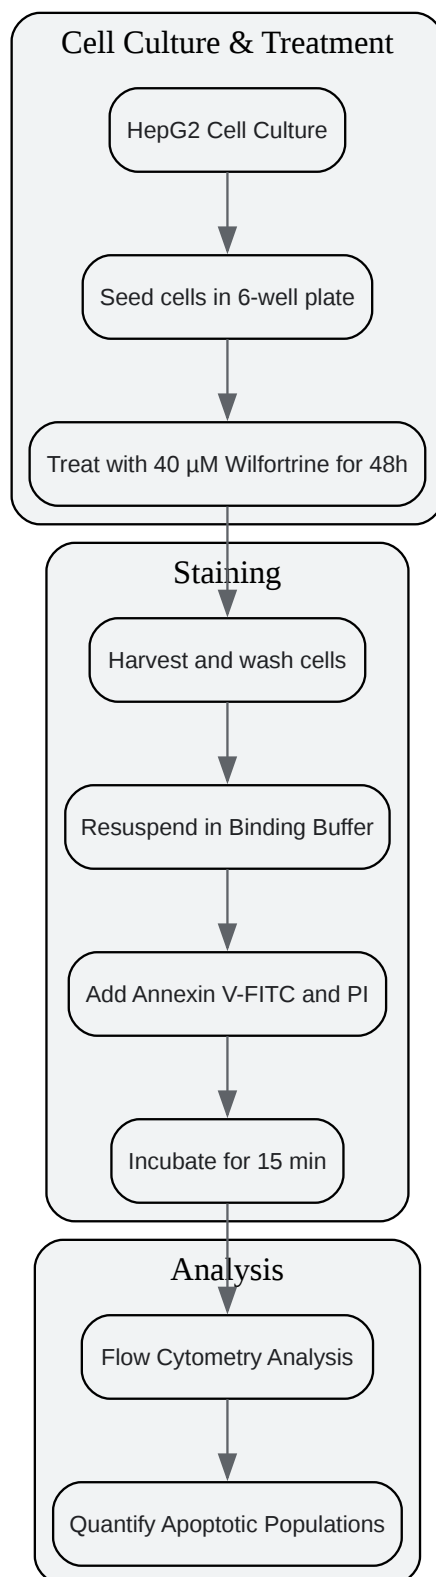 Cell Culture & Treatment
HepG2 Cell Culture
Seed cells in 6-well plate
Treat with 40 µM Wilfortrine for 48h
Staining
Harvest and wash cells
Resuspend in Binding Buffer
Add Annexin V-FITC and PI
Incubate for 15 min
Analysis
Flow Cytometry Analysis
Quantify Apoptotic Populations